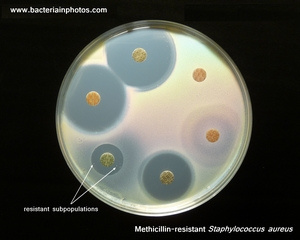 www.bacteriainphotos.com
resistant subpopulations
Methicillin-resistant Staphylococcus aureus